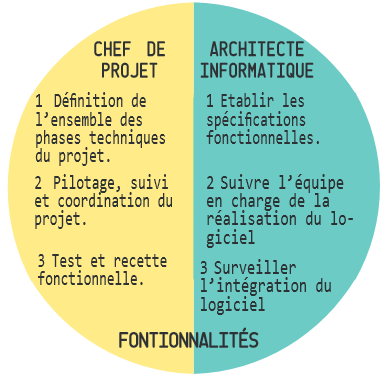 CHEF DE
PROJET
1 Définition de
l’ensemble des
phases techniques
du projet.
2 Pilotage, suivi
et coordination du
projet.
3 Test et recette
fonctionnelle.
ARCHITECTE
INFORMATIQUE
1 Etablir les
spécifications
fonctionnelles.
2 Suivre l’équipe
en charge de la
réalisation du lo-
giciel
3 Surveiller
l’intégration du
logiciel
FONTIONNALITÉS